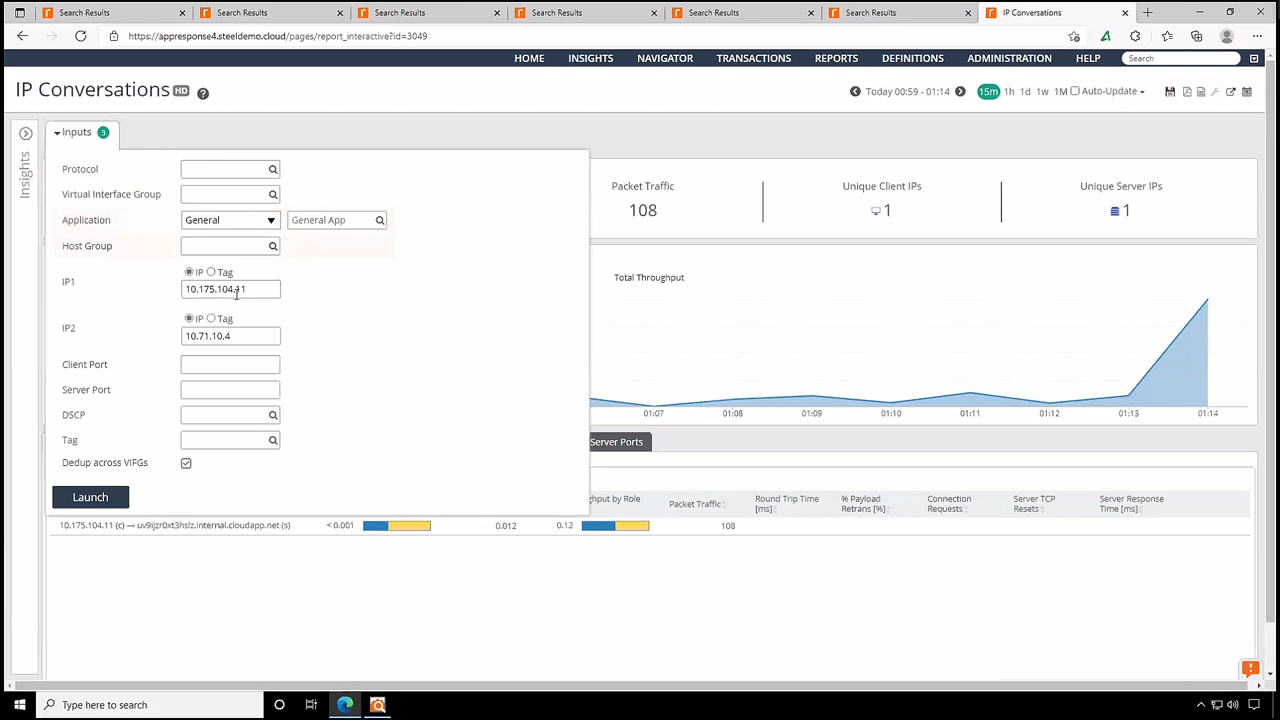 Search Results
Search Results
Search Results
Search Results
Search Results
Search Results
IP Conversations
https://appresponse4.steeldemo.cloud/pages/report_interactive?id=3049
HOME INSIGHTS NAVIGATOR TRANSACTIONS REPORTS DEFINITIONS ADMINISTRATION HELP Search
IP Conversations HD
Today 00:59 - 01:14 15m 1h 1d 1w 1M Auto-Update
Insights
Inputs 3
Protocol
Virtual Interface Group
Application General General App
Host Group
IP1 IP Tag
10.175.104.11
IP2 IP Tag
10.71.10.4
Client Port
Server Port
DSCP
Tag
Dedup across VIFGs
Launch
Packet Traffic
108
Unique Client IPs
1
Unique Server IPs
1
Total Throughput
01:07 01:08 01:09 01:10 01:11 01:12 01:13 01:14
Server Ports
hput by Role
Packet Traffic
Round Trip Time [ms]
% Payload Retrans [%]
Connection Requests
Server TCP Resets
Server Response Time [ms]
10.175.104.11 (c) → uv9ijzr0xt3hslz.internal.cloudapp.net (s) < 0.001 0.012 0.12 108
Type here to search